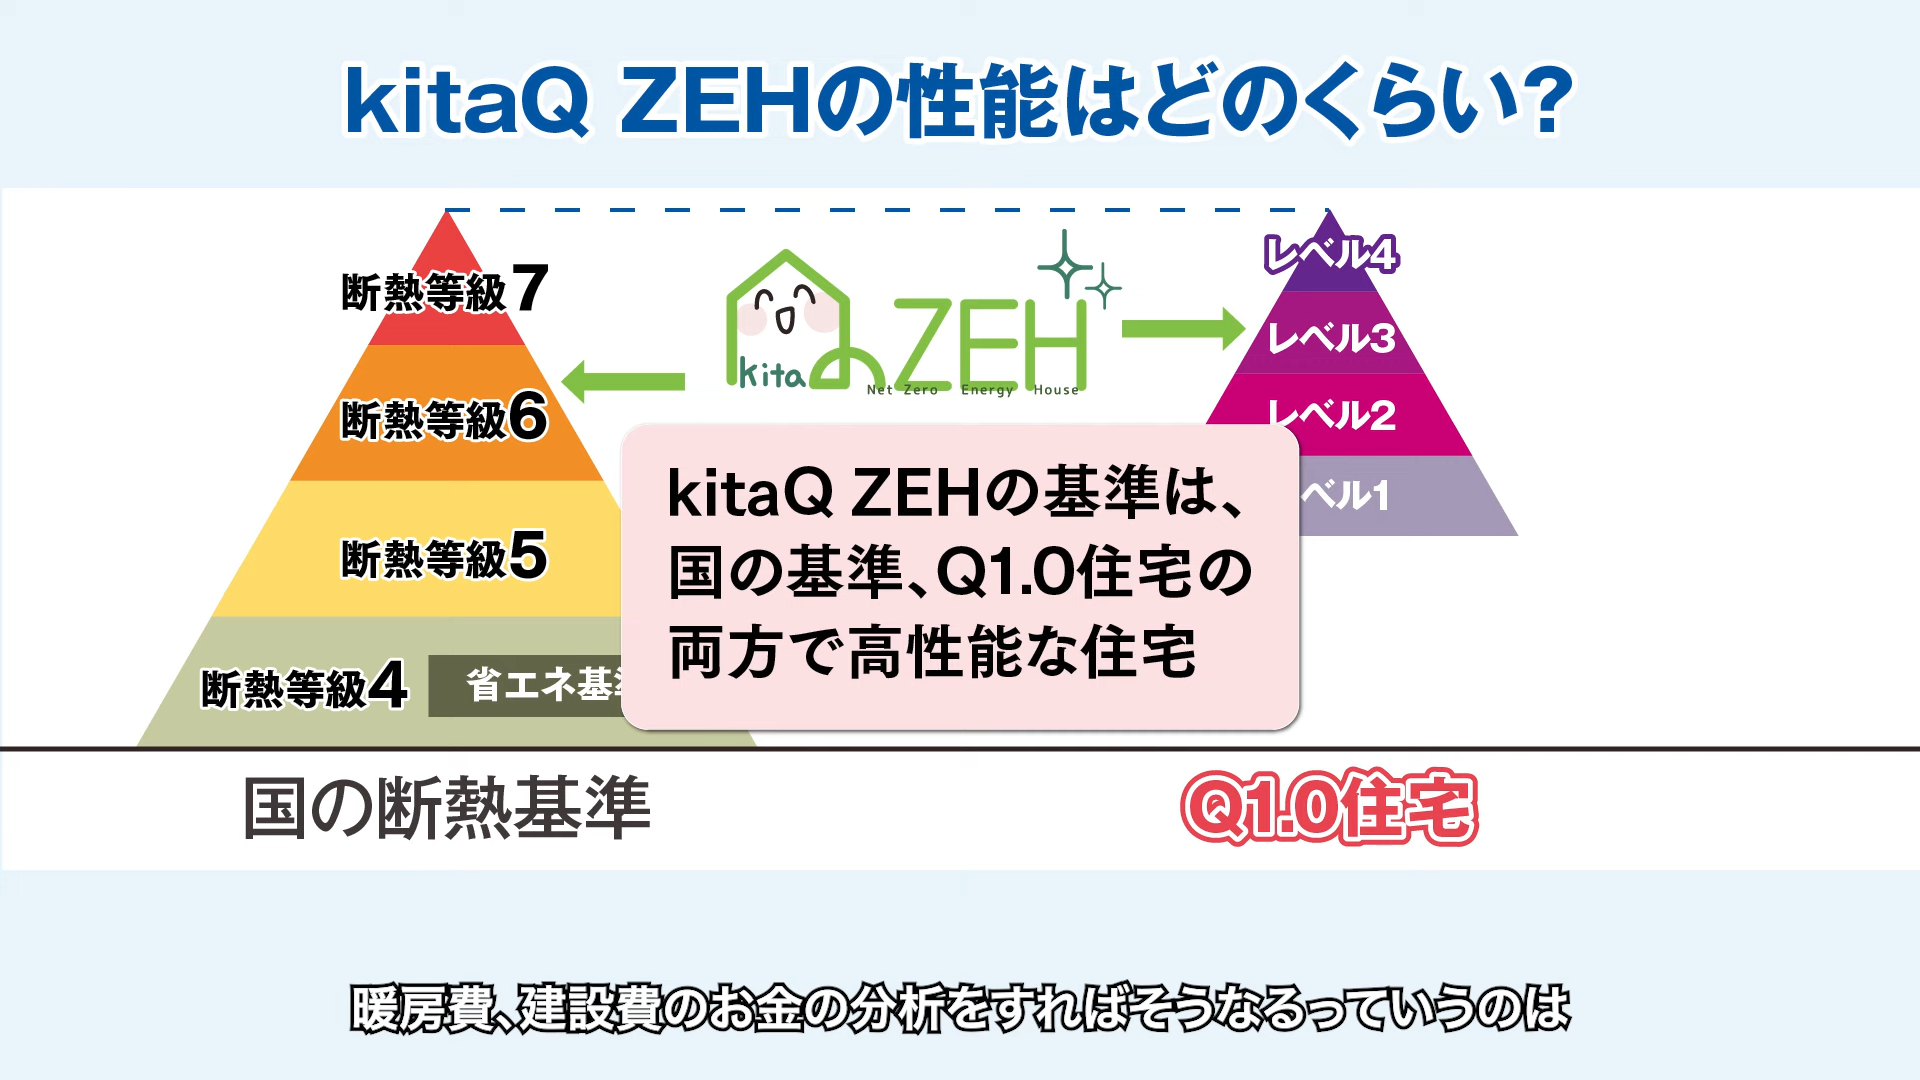 kitaQ ZEHの性能はどのくらい?
断熱等級7
断熱等級6
断熱等級5
断熱等級4
省エネ基準
kita
ZEH
Net Zero Energy House
レベル4
レベル3
レベル2
ベル1
kitaQ ZEHの基準は、
国の基準、Q1.0住宅の
両方で高性能な住宅
国の断熱基準
Q1.0住宅
暖房費、建設費のお金の分析をすればそうなるっていうのは